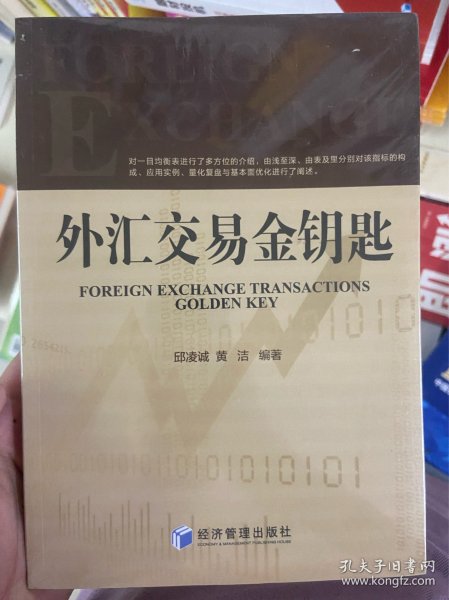 FOREIGN
EXCHANGE
对一目均衡表进行了多方位的介绍，由浅至深、由表及里分别对该指标的构
成、应用实例、量化复盘与基本面优化进行了阐述。
外汇交易金钥匙
FOREIGN EXCHANGE TRANSACTIONS
GOLDEN KEY
邱凌诚 黄 洁 编著
经济管理出版社
ECONOMY & MANAGEMENT PUBLISHING HOUSE
孔夫子旧书网
www.kongfz.com